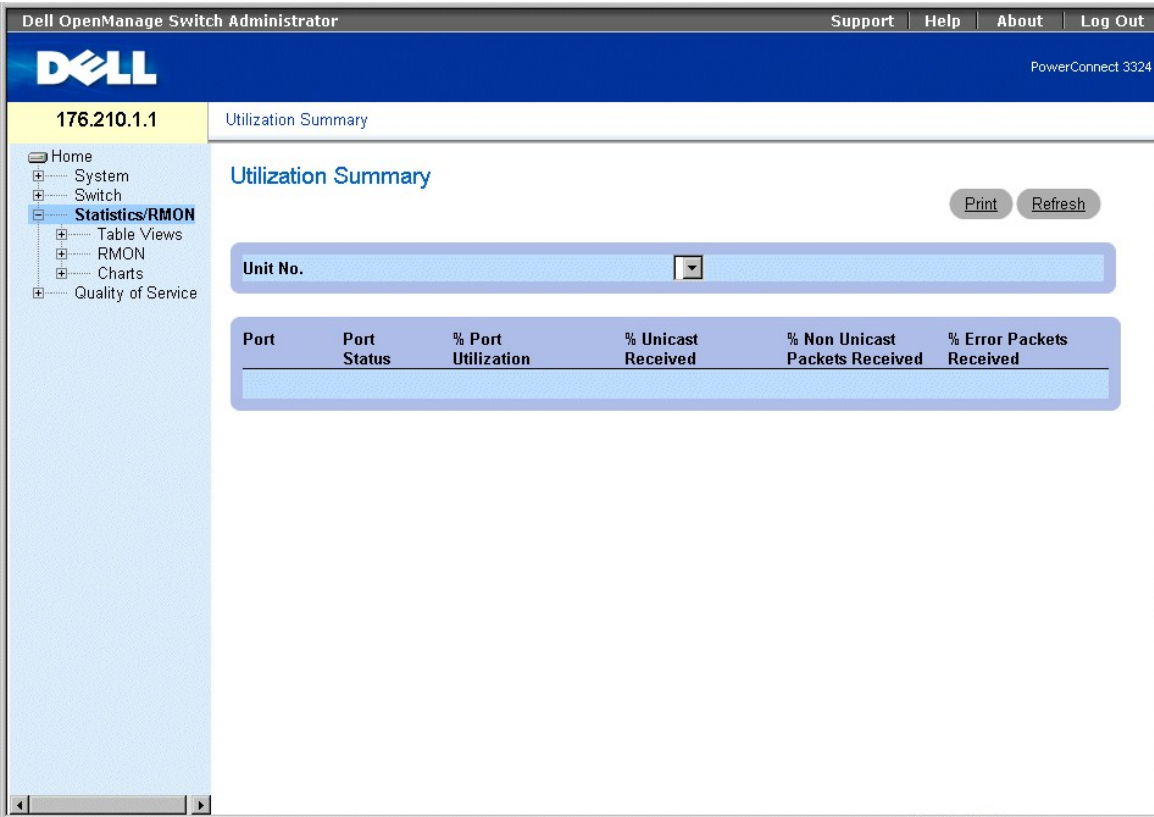 Dell OpenManage Switch Administrator
Support | Help | About | Log Out
DELL
PowerConnect 3324
176.210.1.1
Utilization Summary
Home
System
Switch
Statistics/RMON
Table Views
RMON
Charts
Quality of Service
Utilization Summary
Print Refresh
Unit No.
Port Port Status % Port Utilization % Unicast Received % Non Unicast Packets Received % Error Packets Received